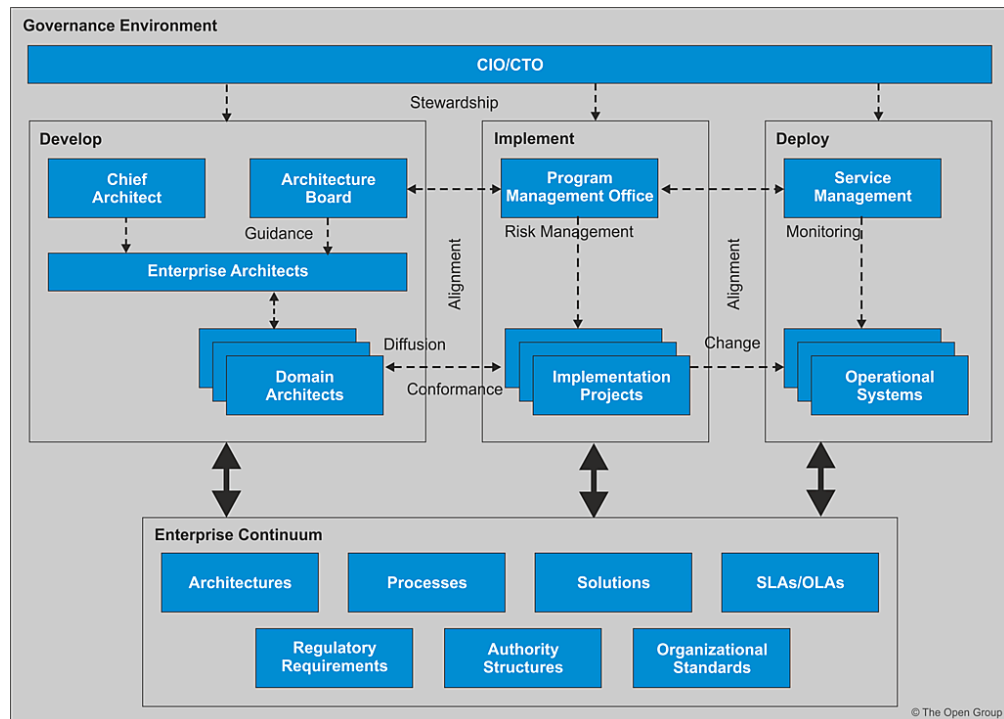 Governance Environment
CIO/CTO
Stewardship
Develop
Chief
Architect
Architecture
Board
Guidance
Enterprise Architects
Domain
Architects
Diffusion
Conformance
Alignment
Implement
Program
Management Office
Risk Management
Implementation
Projects
Alignment
Change
Deploy
Service
Management
Monitoring
Operational
Systems
Enterprise Continuum
Architectures
Processes
Solutions
SLAs/OLAs
Regulatory
Requirements
Authority
Structures
Organizational
Standards
© The Open Group